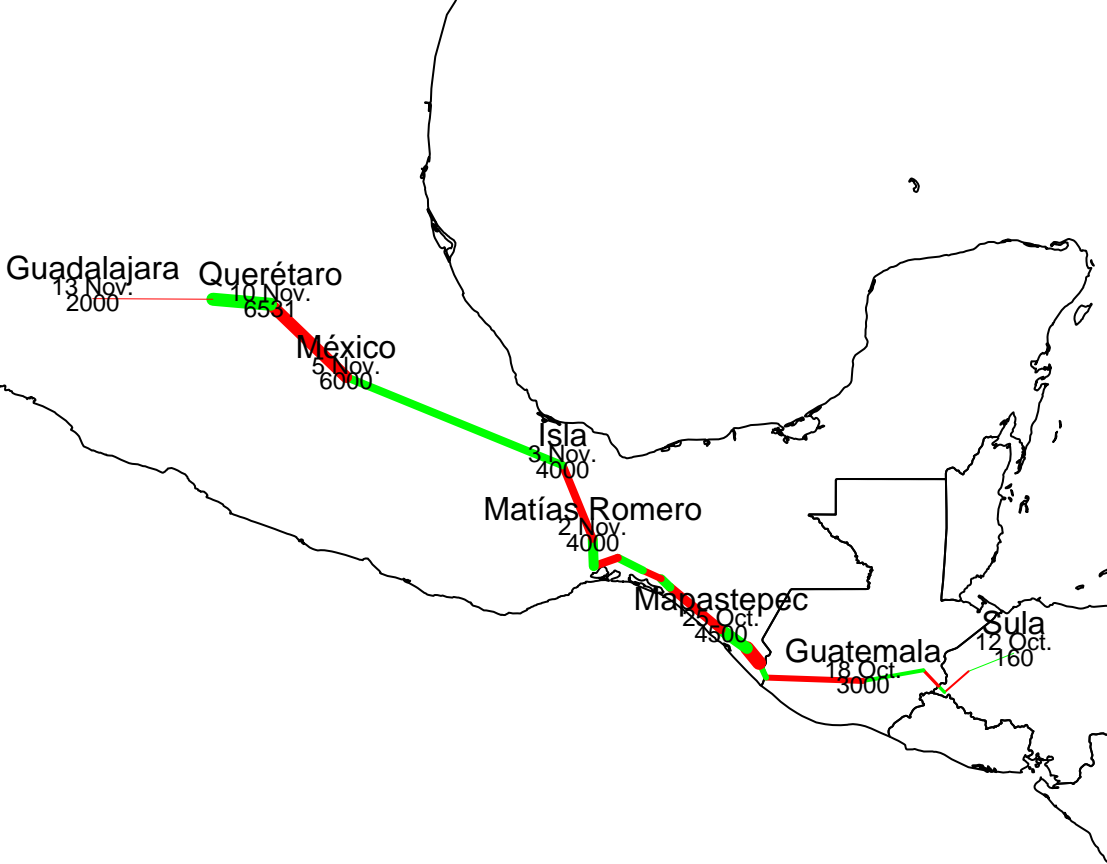 Guadalajara
13 Nov.
2000
Querétaro
10 Nov.
6531
México
5 Nov.
6000
Isla
3 Nov.
4000
Matías Romero
2 Nov.
4000
Mapastepec
25 Oct.
4500
Guatemala
18 Oct.
3000
Sula
12 Oct.
160